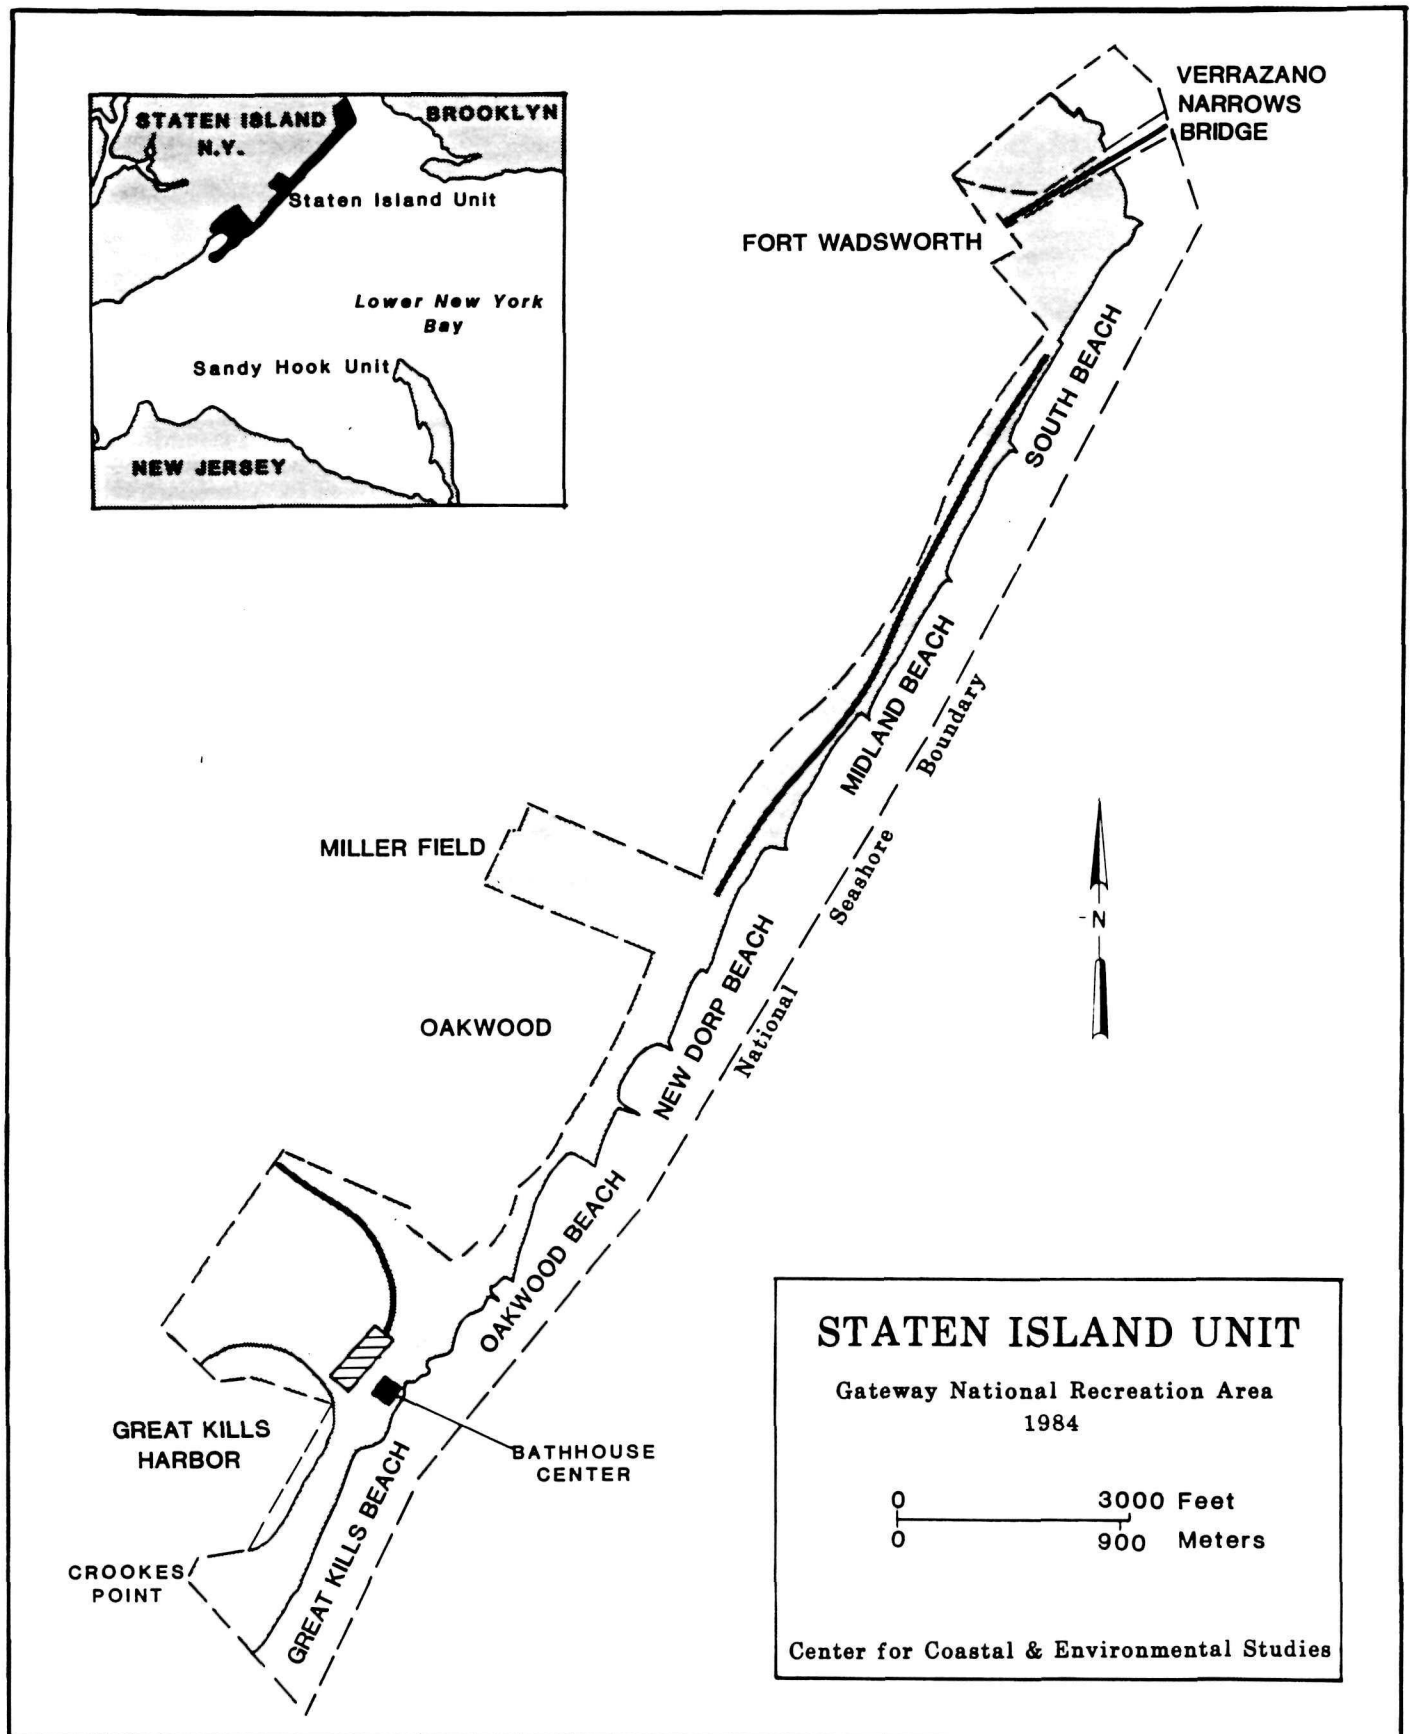 STATEN ISLAND
N.Y.
BROOKLYN
Staten Island Unit
Lower New York
Bay
Sandy Hook Unit
NEW JERSEY
VERRAZANO
NARROWS
BRIDGE
FORT WADSWORTH
SOUTH BEACH
MIDLAND BEACH
National Seashore Boundary
MILLER FIELD
NEW DORP BEACH
OAKWOOD
N
OAKWOOD BEACH
GREAT KILLS
HARBOR
BATHHOUSE
CENTER
GREAT KILLS BEACH
CROOKES
POINT
STATEN ISLAND UNIT
Gateway National Recreation Area
1984
0 3000 Feet
0 900 Meters
Center for Coastal & Environmental Studies